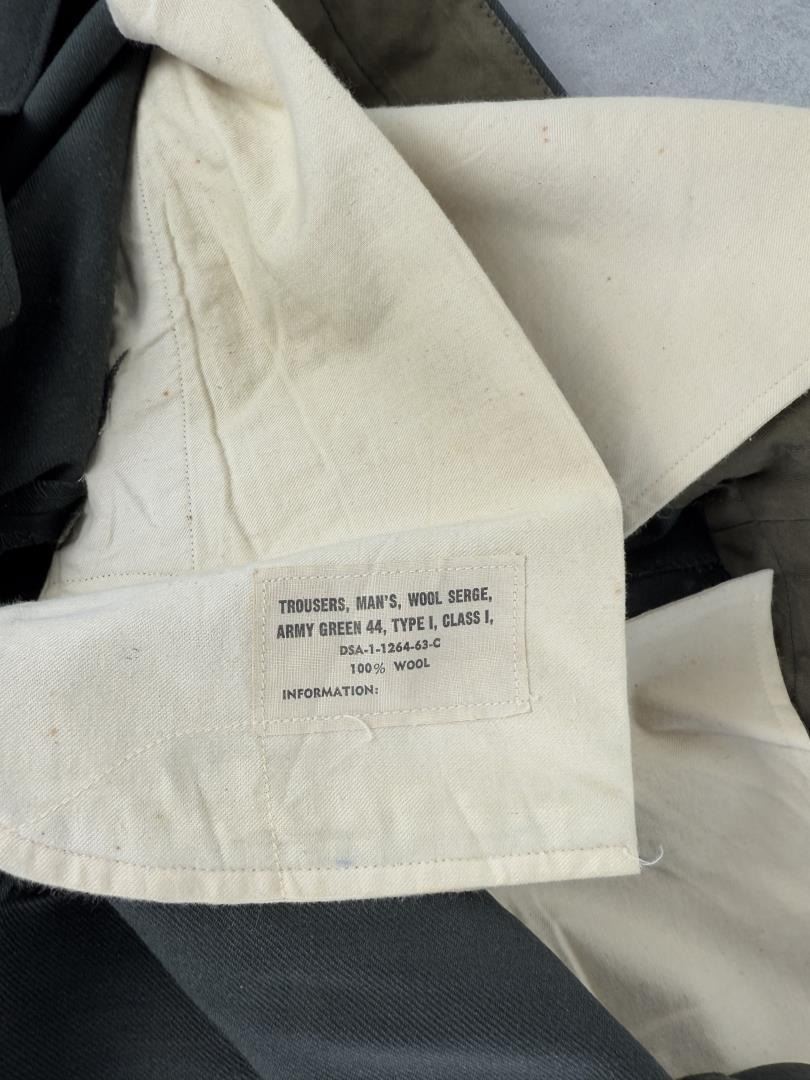 TROUSERS, MAN'S, WOOL SERGE,
ARMY GREEN 44, TYPE I, CLASS I,
DSA-1-1264-63-C
100% WOOL
INFORMATION: